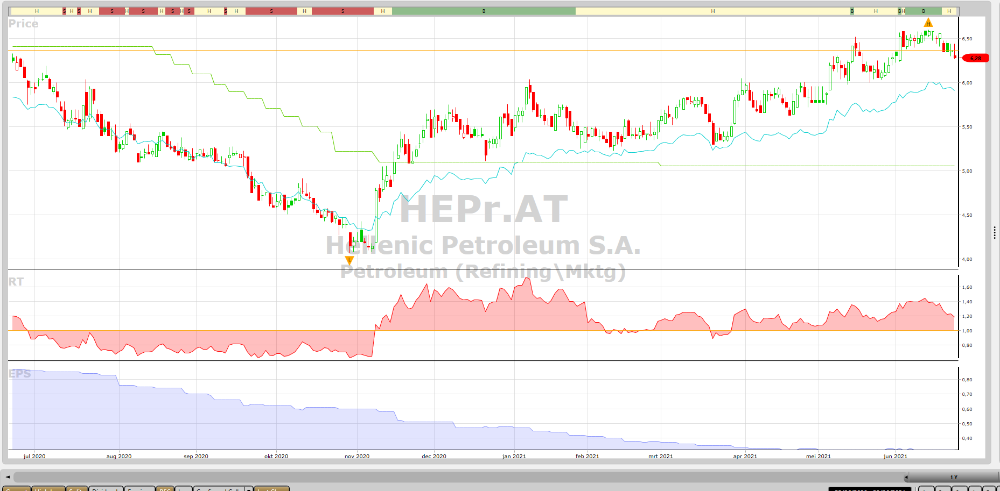 H S H S H S H S H S H S H S H S H S H S H B H B H B H B H
Price
H
6,50
6,28
6,00
5,50
5,00
4,50
4,00
L
HEPr.AT
Hellenic Petroleum S.A.
Petroleum (Refining\Mktg)
RT
1,60
1,40
1,20
1,00
0,80
EPS
0,80
0,70
0,60
0,50
0,40
jul 2020 aug 2020 sep 2020 okt 2020 nov 2020 dec 2020 jan 2021 feb 2021 mrt 2021 apr 2021 mei 2021 jun 2021
1 Y